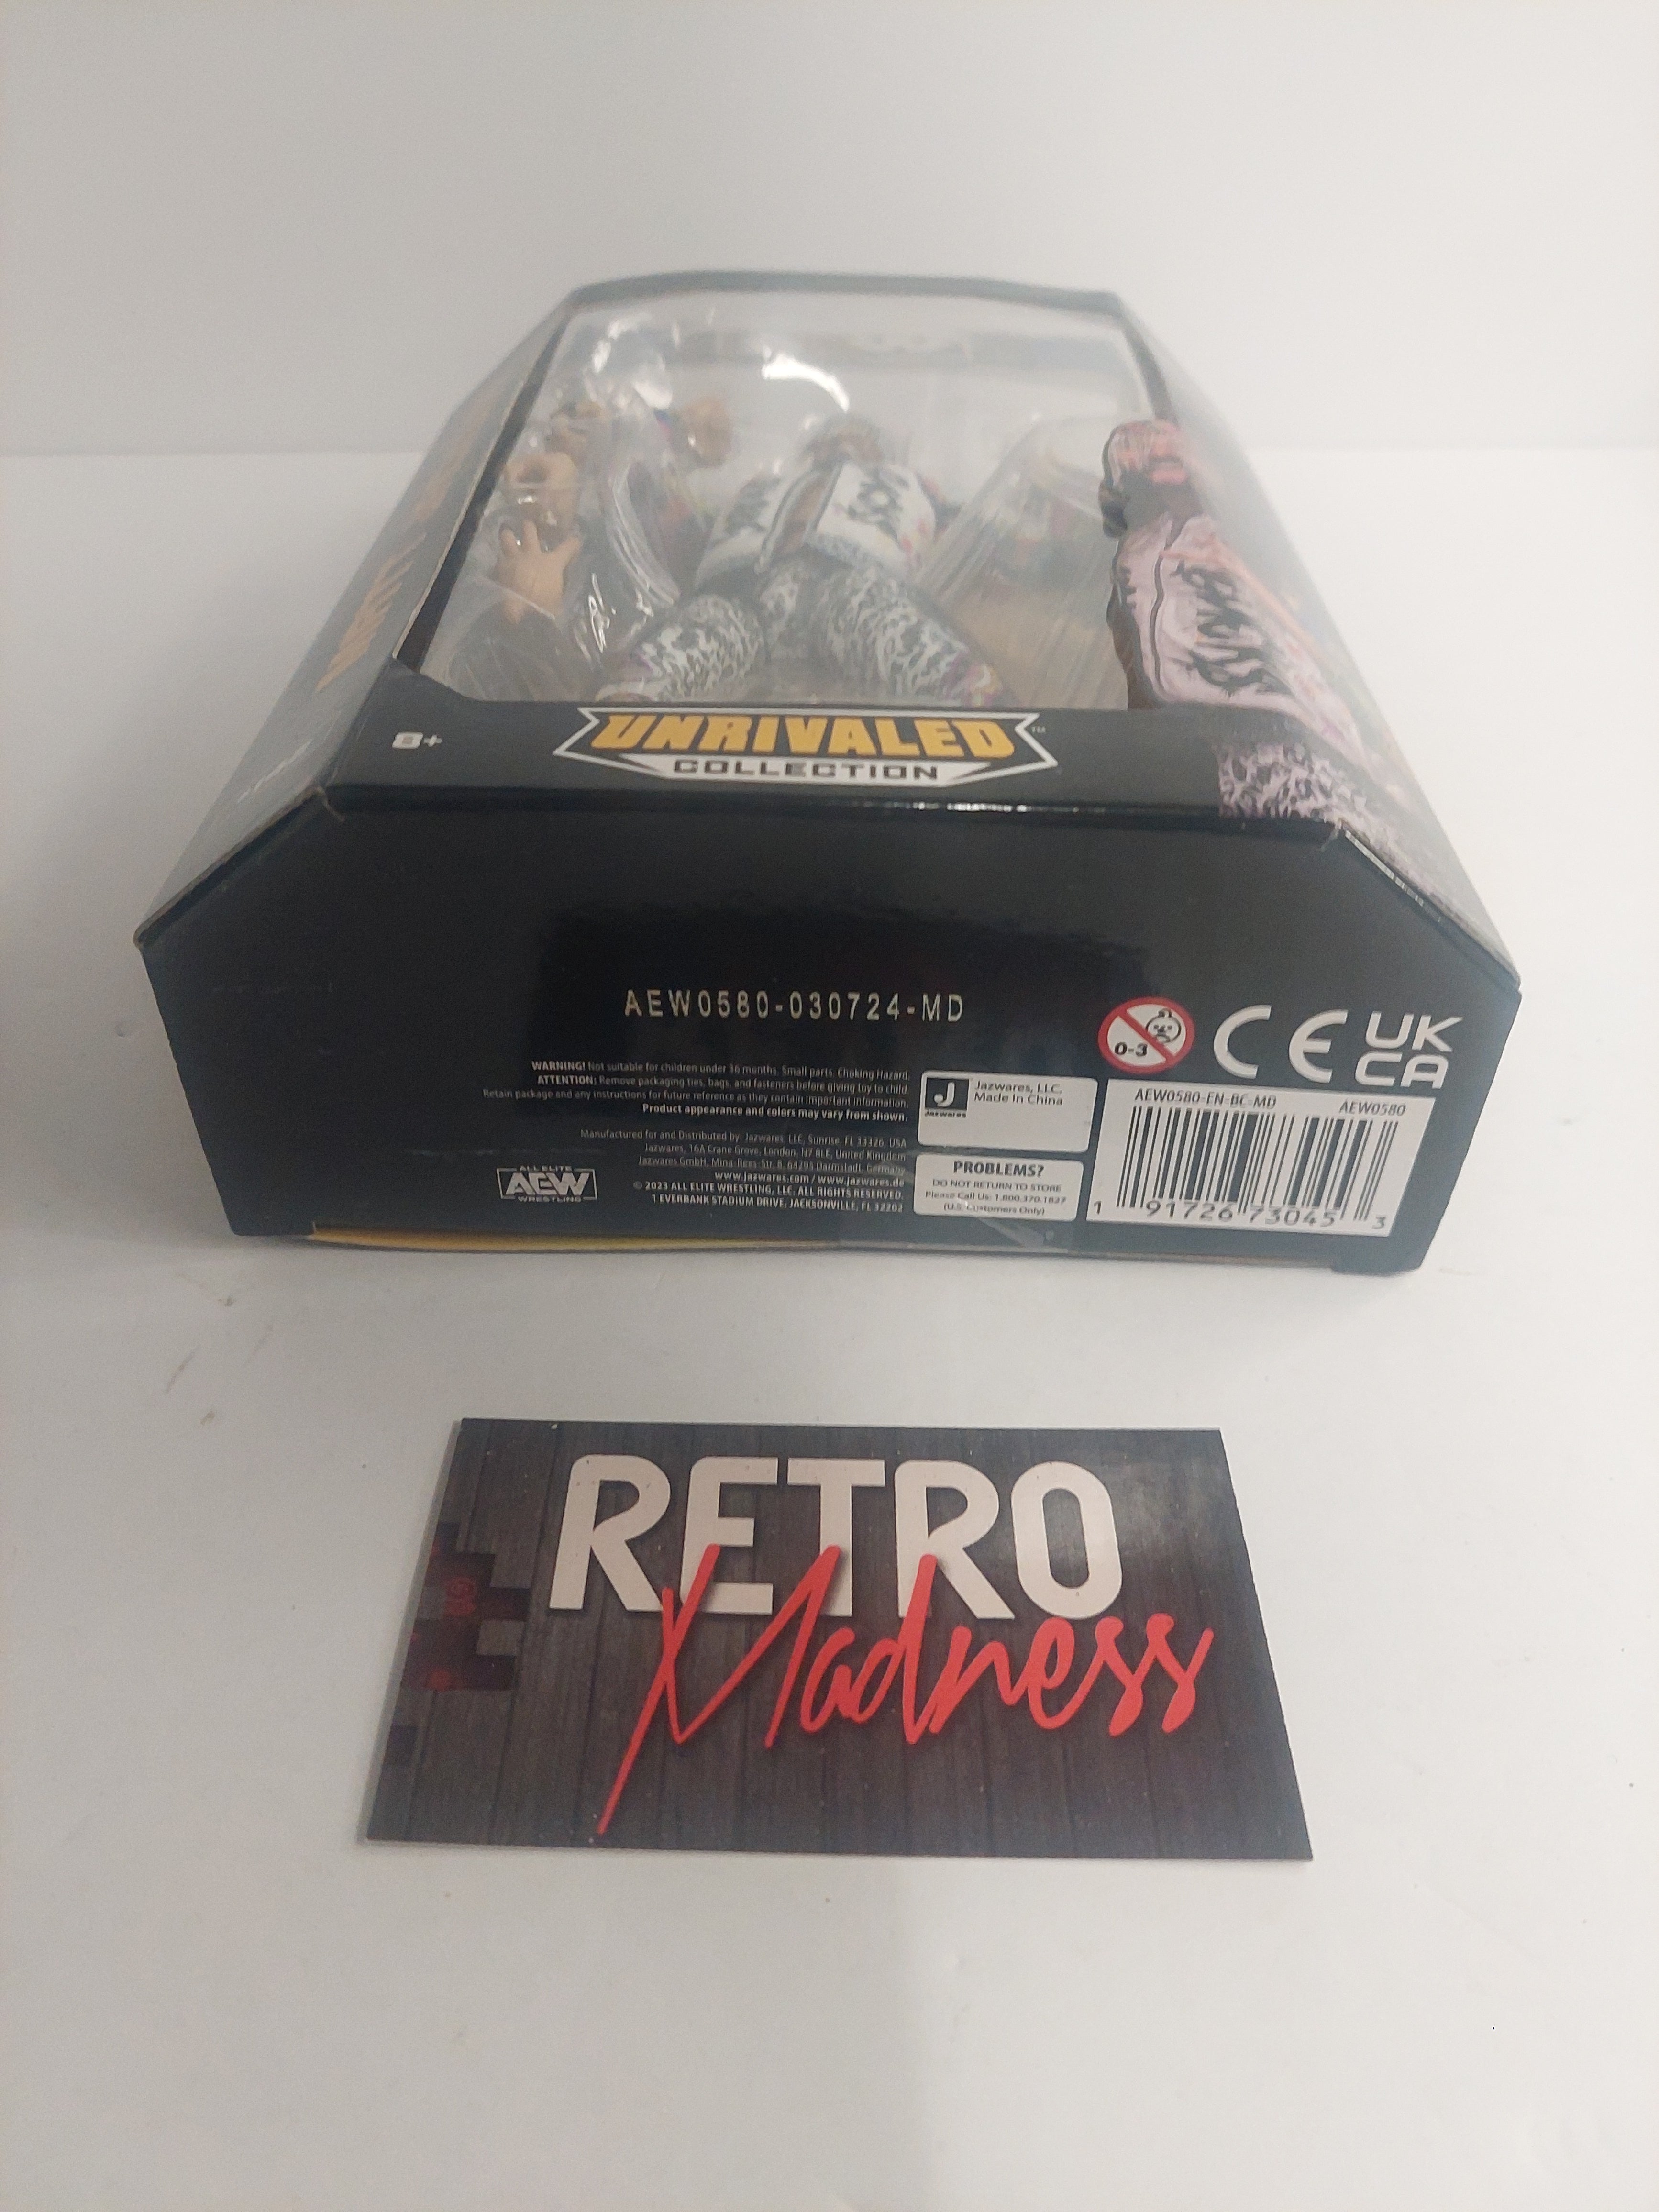 8+
UNRIVALED™
COLLECTION
AEW0580-030724-MD
0-3
CE
UK
CA
WARNING! Not suitable for children under 36 months. Small parts. Choking Hazard.
ATTENTION: Remove packaging ties, bags, and fasteners before giving toy to child.
Retain package and any instructions for future reference as they contain important information.
Product appearance and colors may vary from shown.
Manufactured for and Distributed by Jazwares, LLC, Sunrise, FL 13326, USA
Jazwares, 16A Crane Grove, London, N7 8LE, United Kingdom
Jazwares GmbH, Mina-Rees-Str. 8, 64295 Darmstadt, Germany
www.jazwares.com / www.jazwares.de
© 2023 ALL ELITE WRESTLING, LLC. ALL RIGHTS RESERVED.
1 EVERBANK STADIUM DRIVE, JACKSONVILLE, FL 32202
ALL ELITE
AEW
WRESTLING
J
Jazwares
Jazwares, LLC.
Made In China
PROBLEMS?
DO NOT RETURN TO STORE
Please Call Us: 1.800.370.1827
(U.S. Customers Only)
AEW0580-EN-BC-MD AEW0580
1 91726 73045 3
RETRO
Madness